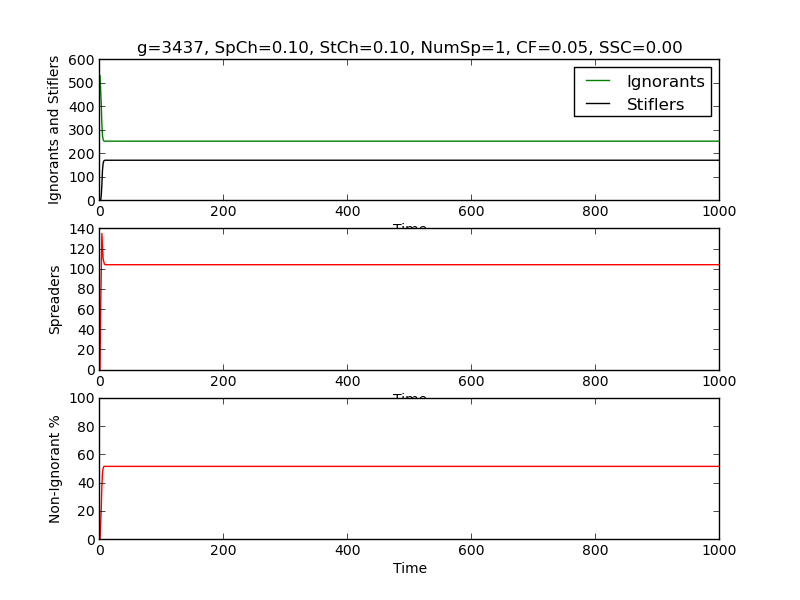 g=3437, SpCh=0.10, StCh=0.10, NumSp=1, CF=0.05, SSC=0.00
Ignorants and Stiflers
600
500
400
300
200
100
0
Ignorants
Stiflers
0 200 400 600 800 1000
Time
Spreaders
140
120
100
80
60
40
20
0
0 200 400 600 800 1000
Time
Non-Ignorant %
100
80
60
40
20
0
0 200 400 600 800 1000
Time